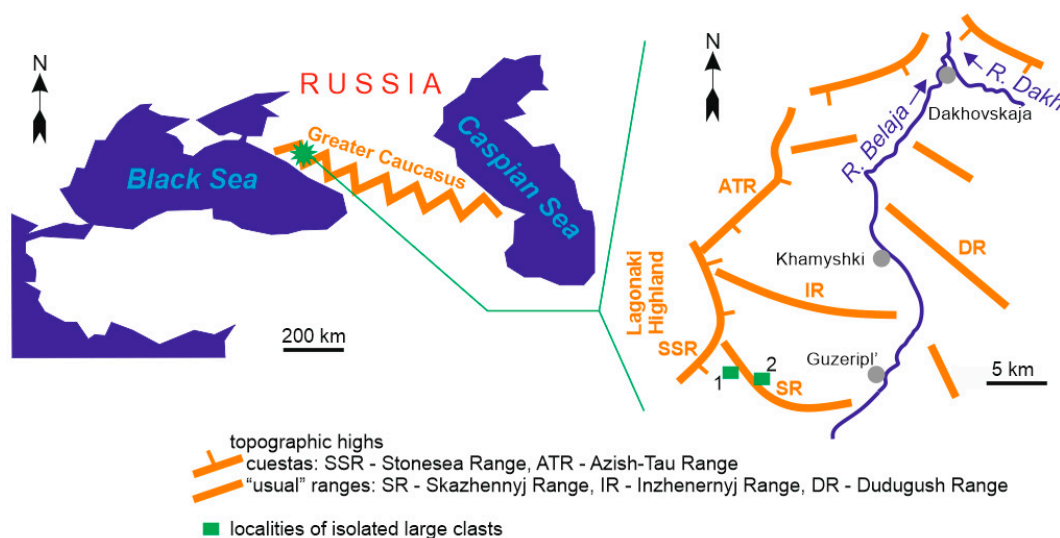 N
RUSSIA
Greater Caucasus
Black Sea
Caspian Sea
200 km
N
R. Dakh
Dakhovskaja
R. Belaja
ATR
DR
Khamyshki
IR
Lagonaki
Highland
SSR
Guzeripl'
1
2
SR
5 km
topographic highs
cuestas: SSR - Stonesea Range, ATR - Azish-Tau Range
“usual” ranges: SR - Skazhennyj Range, IR - Inzhenernyj Range, DR - Dudugush Range
localities of isolated large clasts